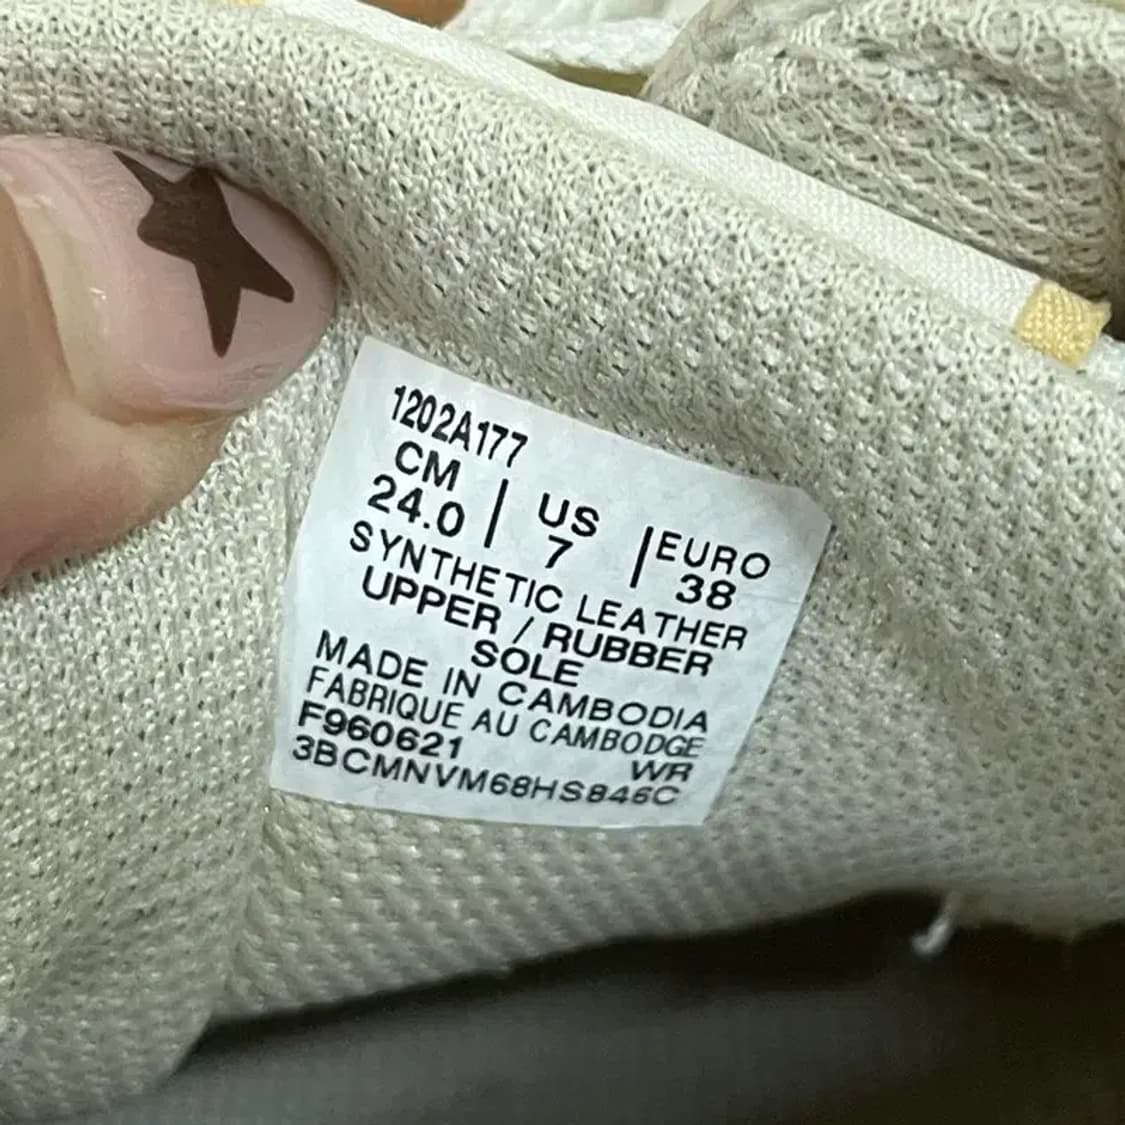 1202A177
CM | US | EURO
24.0 | 7 | 38
SYNTHETIC LEATHER
UPPER / RUBBER
SOLE
MADE IN CAMBODIA
FABRIQUE AU CAMBODGE
F960621 WR
3BCMNVM68HS846C